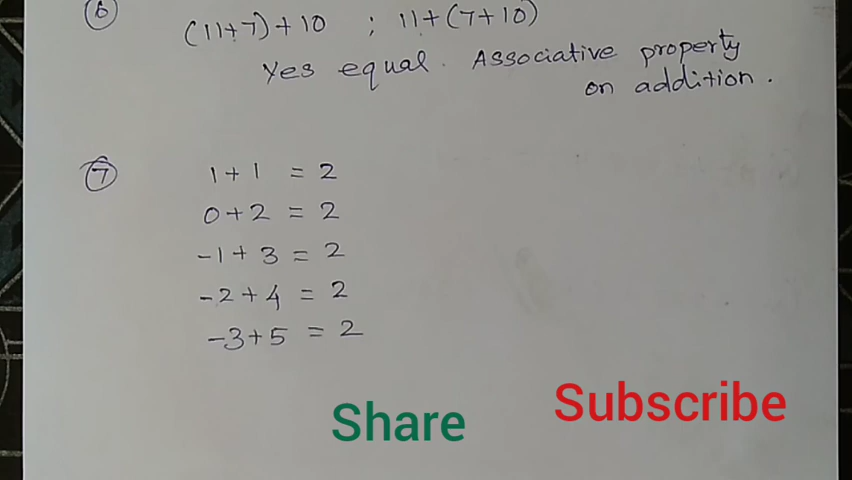 6 (11+7)+10 ; 11+(7+10)
Yes equal. Associative property
on addition.
7 1+1 = 2
0+2 = 2
-1+3 = 2
-2+4 = 2
-3+5 = 2
Share
Subscribe